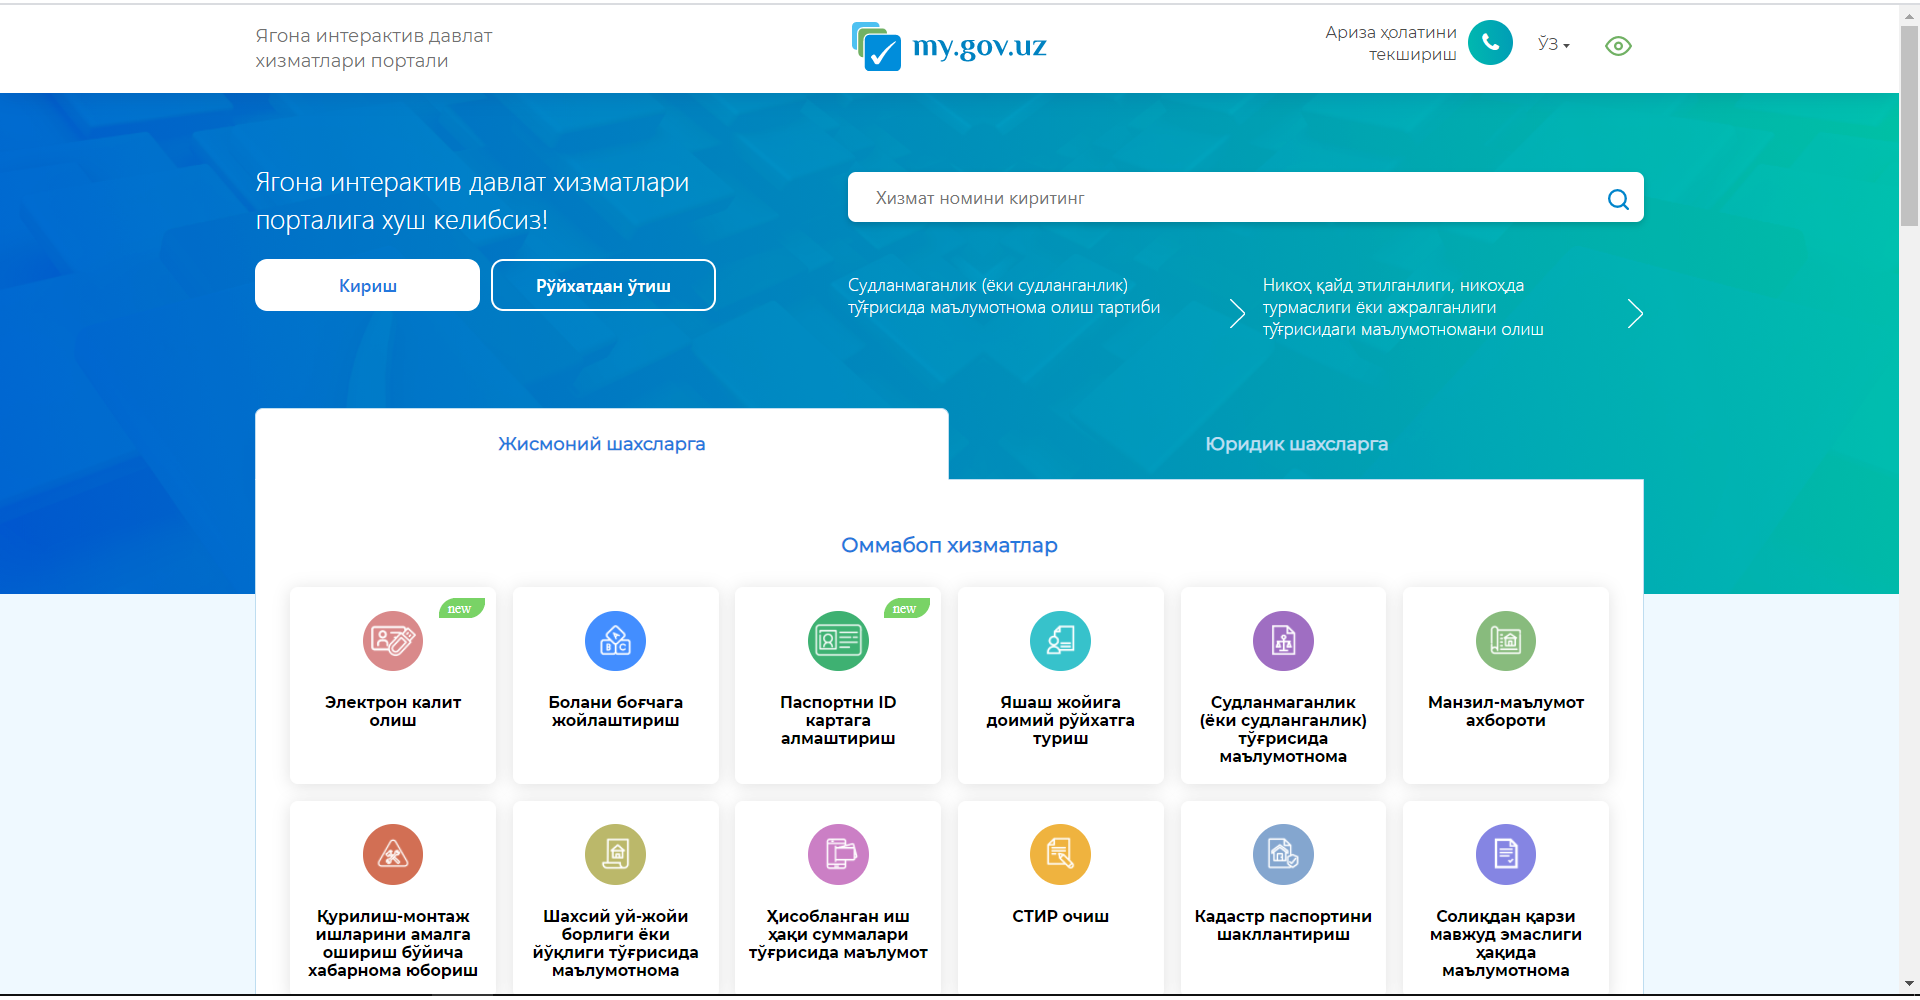 Ягона интерактив давлат
хизматлари портали
my.gov.uz
Ариза ҳолатини
текшириш
ЎЗ
Ягона интерактив давлат хизматлари
порталига хуш келибсиз!
Хизмат номини киритинг
Кириш
Рўйхатдан ўтиш
Судланмаганлик (ёки судланганлик)
тўғрисида маълумотнома олиш тартиби
Никоҳ қайд этилганлиги, никоҳда
турмаслиги ёки ажралганлиги
тўғрисидаги маълумотномани олиш
Жисмоний шахсларга
Юридик шахсларга
Оммабоп хизматлар
new
Электрон калит
олиш
B C
Болани боғчага
жойлаштириш
new
Паспортни ID
картага
алмаштириш
Яшаш жойига
доимий рўйхатга
туриш
Судланмаганлик
(ёки судланганлик)
тўғрисида
маълумотнома
Манзил-маълумот
ахбороти
Қурилиш-монтаж
ишларини амалга
ошириш бўйича
хабарнома юбориш
Шахсий уй-жойи
борлиги ёки
йўқлиги тўғрисида
маълумотнома
Ҳисобланган иш
ҳақи суммалари
тўғрисида маълумот
СТИР очиш
Кадастр паспортини
шакллантириш
Солиқдан қарзи
мавжуд эмаслиги
ҳақида
маълумотнома